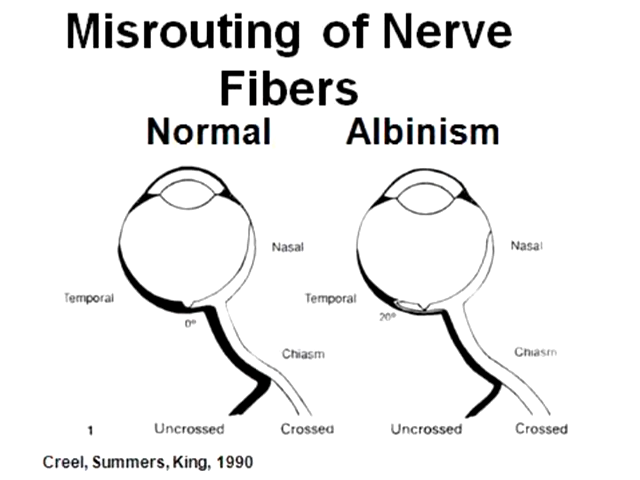 Misrouting of Nerve
Fibers
Normal Albinism
Nasal Nasal
Temporal Temporal
0° 20°
Chiasm Chiasm
1 Uncrossed Crossed Uncrossed Crossed
Creel, Summers, King, 1990